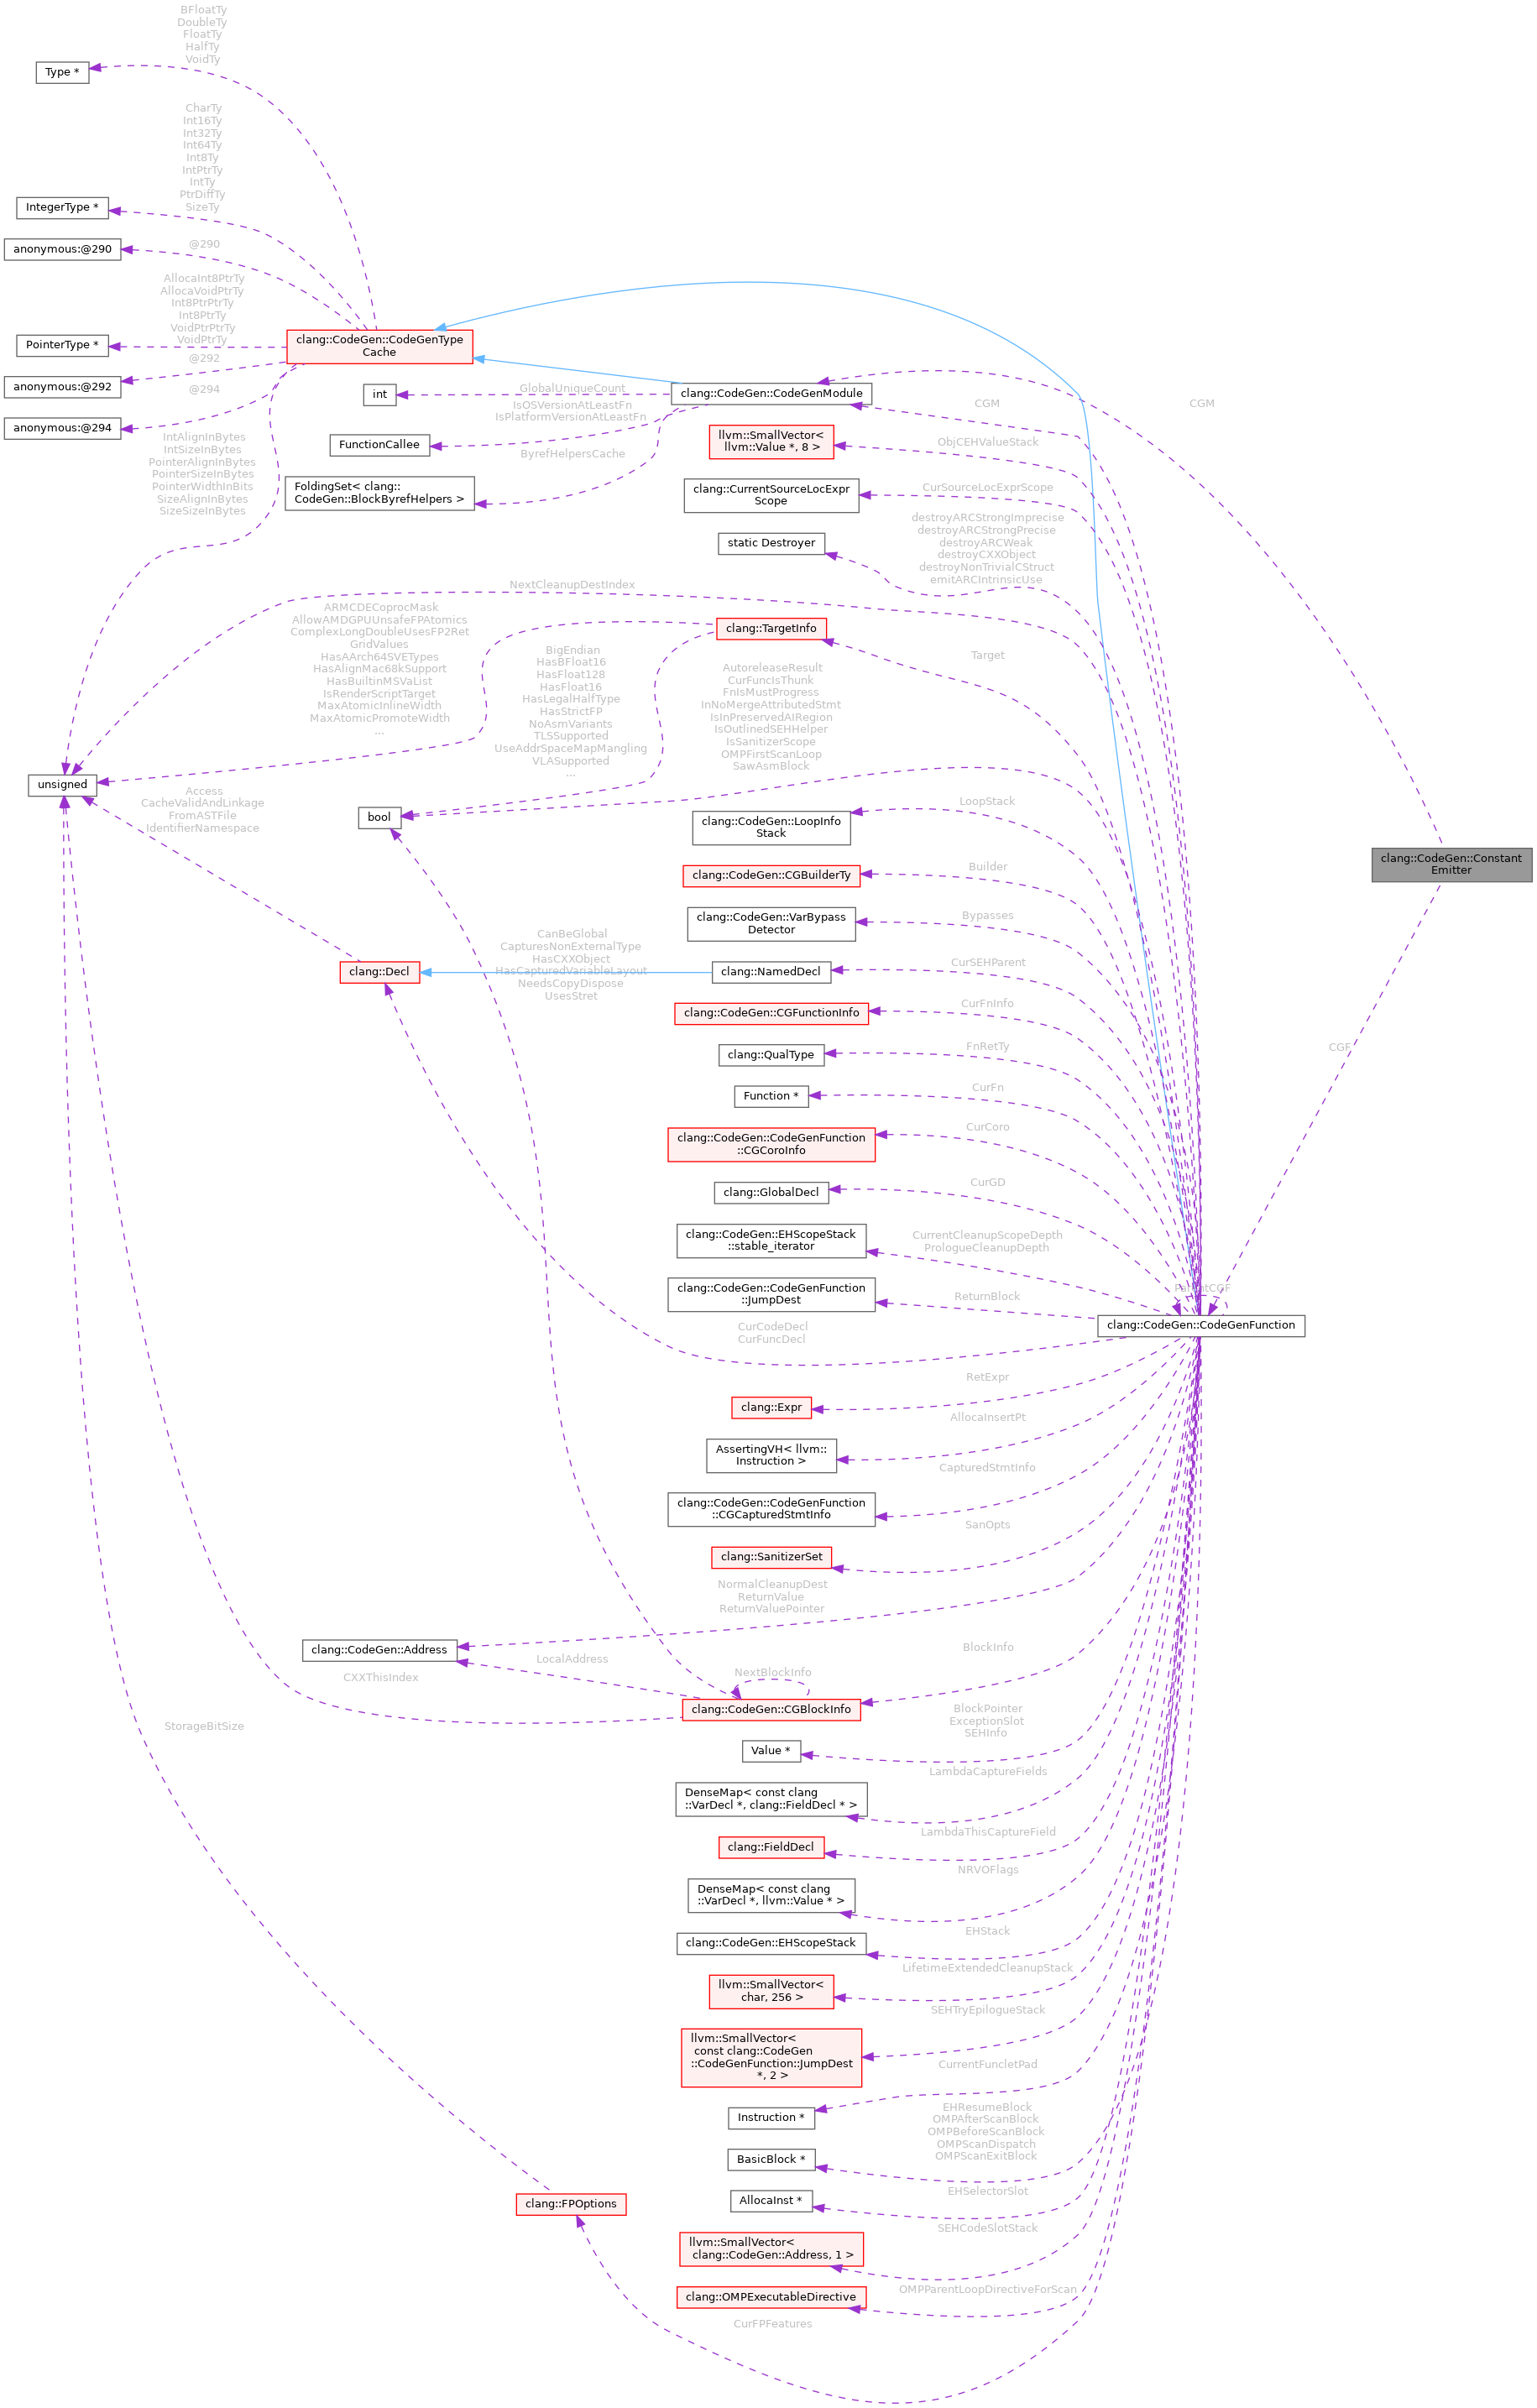 BFloatTy
DoubleTy
FloatTy
HalfTy
VoidTy
Type *
CharTy
Int16Ty
Int32Ty
Int64Ty
Int8Ty
IntPtrTy
IntTy
PtrDiffTy
SizeTy
IntegerType *
@290
anonymous:@290
AllocaInt8PtrTy
AllocaVoidPtrTy
Int8PtrPtrTy
Int8PtrTy
VoidPtrPtrTy
VoidPtrTy
PointerType *
clang::CodeGen::CodeGenType
Cache
@292
anonymous:@292
@294
anonymous:@294
int
GlobalUniqueCount
clang::CodeGen::CodeGenModule
CGM
CGM
IsOSVersionAtLeastFn
IsPlatformVersionAtLeastFn
FunctionCallee
ByrefHelpersCache
FoldingSet< clang::
CodeGen::BlockByrefHelpers >
IntAlignInBytes
IntSizeInBytes
PointerAlignInBytes
PointerSizeInBytes
PointerWidthInBits
SizeAlignInBytes
SizeSizeInBytes
llvm::SmallVector<
llvm::Value *, 8 >
ObjCEHValueStack
clang::CurrentSourceLocExpr
Scope
CurSourceLocExprScope
static Destroyer
destroyARCStrongImprecise
destroyARCStrongPrecise
destroyARCWeak
destroyCXXObject
destroyNonTrivialCStruct
emitARCIntrinsicUse
NextCleanupDestIndex
ARMCDECoprocMask
AllowAMDGPUUnsafeFPAtomics
ComplexLongDoubleUsesFP2Ret
GridValues
HasAArch64SVETypes
HasAlignMac68kSupport
HasBuiltinMSVaList
IsRenderScriptTarget
MaxAtomicInlineWidth
MaxAtomicPromoteWidth
...
clang::TargetInfo
Target
BigEndian
HasBFloat16
HasFloat128
HasFloat16
HasLegalHalfType
HasStrictFP
NoAsmVariants
TLSSupported
UseAddrSpaceMapMangling
VLASupported
...
AutoreleaseResult
CurFuncIsThunk
FnIsMustProgress
InNoMergeAttributedStmt
IsInPreservedAIRegion
IsOutlinedSEHHelper
IsSanitizerScope
OMPFirstScanLoop
SawAsmBlock
unsigned
Access
CacheValidAndLinkage
FromASTFile
IdentifierNamespace
bool
clang::CodeGen::LoopInfo
Stack
LoopStack
clang::CodeGen::Constant
Emitter
clang::CodeGen::CGBuilderTy
Builder
clang::CodeGen::VarBypass
Detector
Bypasses
CanBeGlobal
CapturesNonExternalType
HasCXXObject
HasCapturedVariableLayout
NeedsCopyDispose
UsesStret
clang::Decl
clang::NamedDecl
CurSEHParent
clang::CodeGen::CGFunctionInfo
CurFnInfo
clang::QualType
FnRetTy
CGF
Function *
CurFn
clang::CodeGen::CodeGenFunction
::CGCoroInfo
CurCoro
clang::GlobalDecl
CurGD
clang::CodeGen::EHScopeStack
::stable_iterator
CurrentCleanupScopeDepth
PrologueCleanupDepth
clang::CodeGen::CodeGenFunction
::JumpDest
ReturnBlock
ParentCGF
clang::CodeGen::CodeGenFunction
CurCodeDecl
CurFuncDecl
clang::Expr
RetExpr
AssertingVH< llvm::
Instruction >
AllocaInsertPt
clang::CodeGen::CodeGenFunction
::CGCapturedStmtInfo
CapturedStmtInfo
clang::SanitizerSet
SanOpts
NormalCleanupDest
ReturnValue
ReturnValuePointer
clang::CodeGen::Address
LocalAddress
CXXThisIndex
NextBlockInfo
clang::CodeGen::CGBlockInfo
BlockInfo
StorageBitSize
Value *
BlockPointer
ExceptionSlot
SEHInfo
DenseMap< const clang
::VarDecl *, clang::FieldDecl * >
LambdaCaptureFields
clang::FieldDecl
LambdaThisCaptureField
DenseMap< const clang
::VarDecl *, llvm::Value * >
NRVOFlags
clang::CodeGen::EHScopeStack
EHStack
llvm::SmallVector<
char, 256 >
LifetimeExtendedCleanupStack
llvm::SmallVector<
const clang::CodeGen
::CodeGenFunction::JumpDest
*, 2 >
SEHTryEpilogueStack
Instruction *
CurrentFuncletPad
BasicBlock *
EHResumeBlock
OMPAfterScanBlock
OMPBeforeScanBlock
OMPScanDispatch
OMPScanExitBlock
AllocaInst *
EHSelectorSlot
clang::FPOptions
llvm::SmallVector<
clang::CodeGen::Address, 1 >
SEHCodeSlotStack
clang::OMPExecutableDirective
OMPParentLoopDirectiveForScan
CurFPFeatures